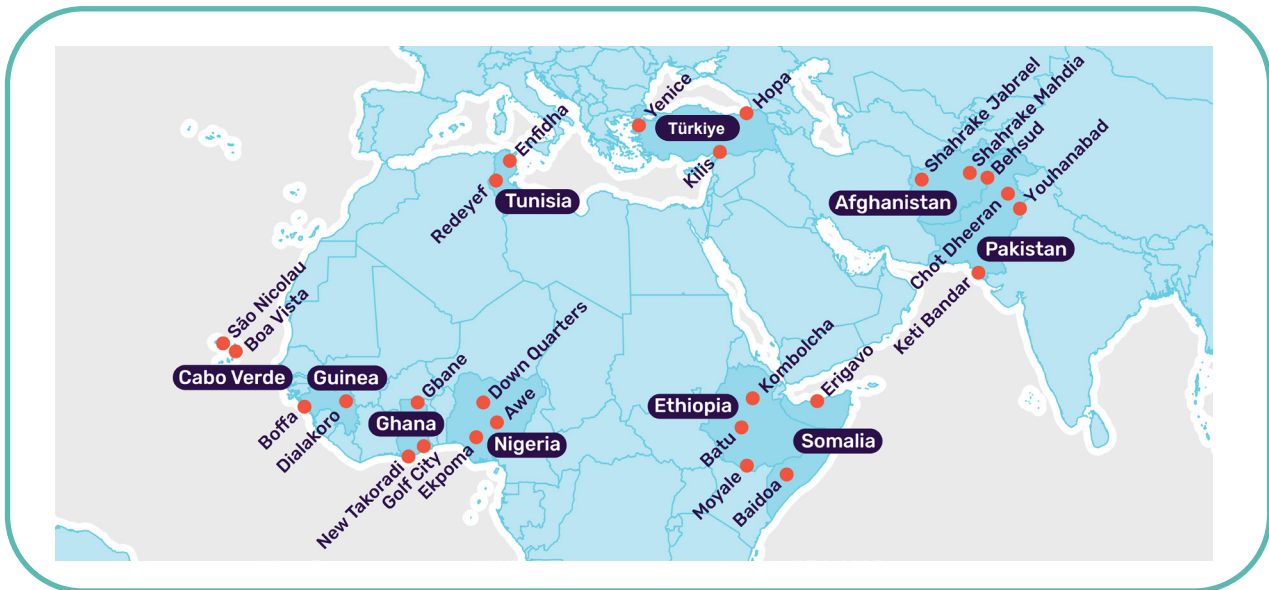 Yenice
Hopa
Türkiye
Kilis
Enfidha
Redeyef
Tunisia
Shahrake Jabrael
Shahrake Mahdia
Behsud
Youhanabad
Afghanistan
Chot Dheeran
Pakistan
Keti Bandar
São Nicolau
Boa Vista
Cabo Verde
Guinea
Boffa
Dialakoro
Gbane
Ghana
New Takoradi
Golf City
Down Quarters
Awe
Ekpoma
Nigeria
Kombolcha
Ethiopia
Batu
Moyale
Erigavo
Somalia
Baidoa